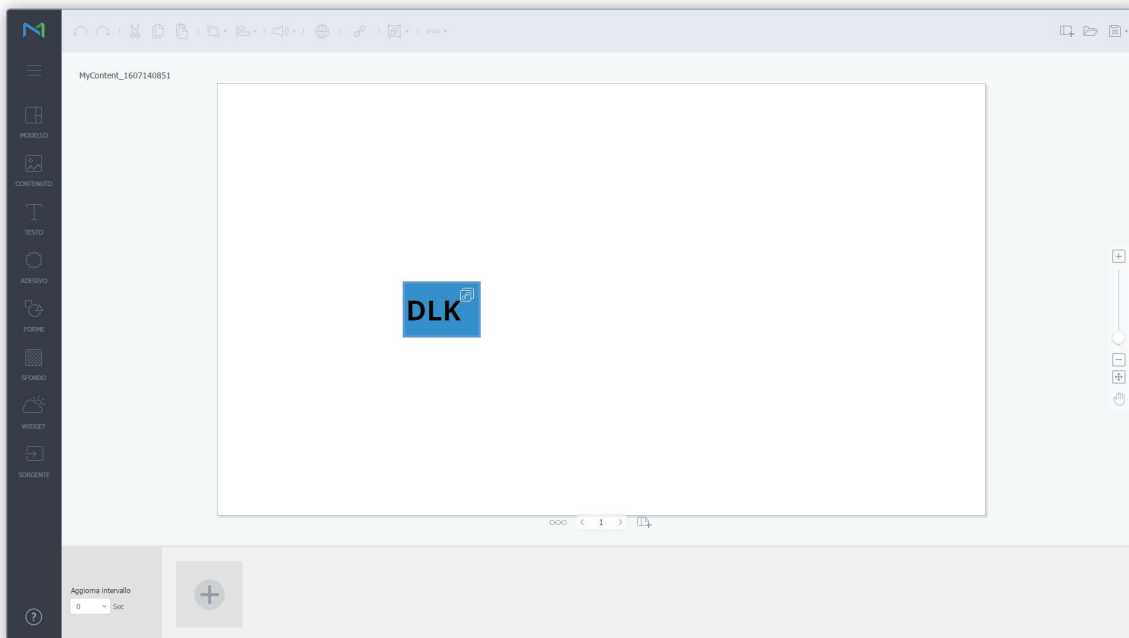 MyContent_1607140851
MODELLO
CONTENUTO
TESTO
ADESIVO
FORME
SFONDO
WIDGET
SORGENTE
DLK
1
Aggiorna intervallo
0 Sec
?